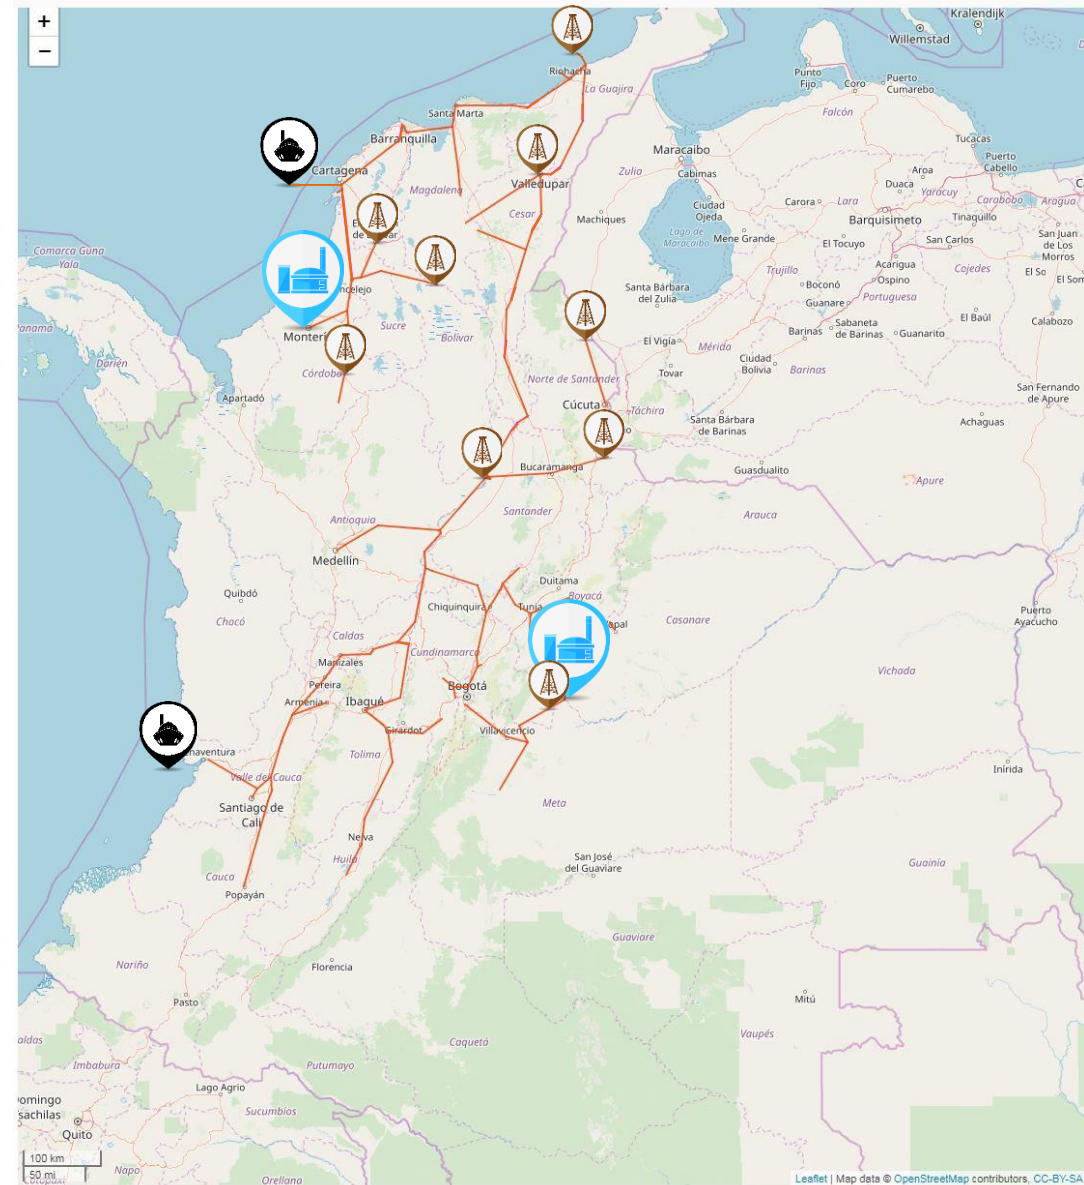 +
−
Kralendijk
Willemstad
Riohacha
La Guajira
Punto
Fijo
Coro
Puerto
Cumarebo
Falcón
Santa Marta
Barranquilla
Maracaibo
Cabimas
Tucacas
Puerto
Cabello
Cartagena
Magdalena
Valledupar
Cesar
Zulia
Aroa
Duaca
Yaracuy
Carabobo
Aragua
Carora
Lara
Barquisimeto
Tinaquillo
Machiques
Ciudad
Ojeda
Lago de
Maracaibo
Mene Grande
El Tocuyo
San Carlos
San Juan
de Los
Morros
Comarca Guna
Yala
Trujillo
Acarigua
Ospino
Cojedes
El So
El Som
Boconó
Portuguesa
Guanare
Santa Bárbara
del Zulia
ncelejo
Sucre
Bolívar
Monterí
Panamá
Darién
Córdoba
Apartadó
El Vigía
Mérida
Barinas
Sabaneta
de Barinas
Guanarito
El Baúl
Calabozo
Tovar
Ciudad
Bolivia
Barinas
Norte de Santander
Cúcuta
Táchira
Santa Bárbara
de Barinas
San Fernando
de Apure
Achaguas
Bucaramanga
Guasdualito
Apure
Antioquia
Santander
Arauca
Medellín
Quibdó
Chocó
Duitama
Boyacá
Chiquinquirá
Tunja
Yopal
Casanare
Puerto
Ayacucho
Caldas
Cundinamarca
Manizales
Pereira
Armenia
Ibagué
Bogotá
Vichada
Girardot
Villavicencio
Tolima
Valle del Cauca
Santiago de
Cali
Meta
Inírida
Neiva
Huila
San José
del Guaviare
Guainía
Cauca
Popayán
Guaviare
Nariño
Florencia
Mitú
Pasto
Caquetá
Vaupés
Imbabura
Putumayo
Lago Agrio
Sucumbíos
Quito
100 km
50 mi
Napo
Orellana
Leaflet | Map data © OpenStreetMap contributors, CC-BY-SA